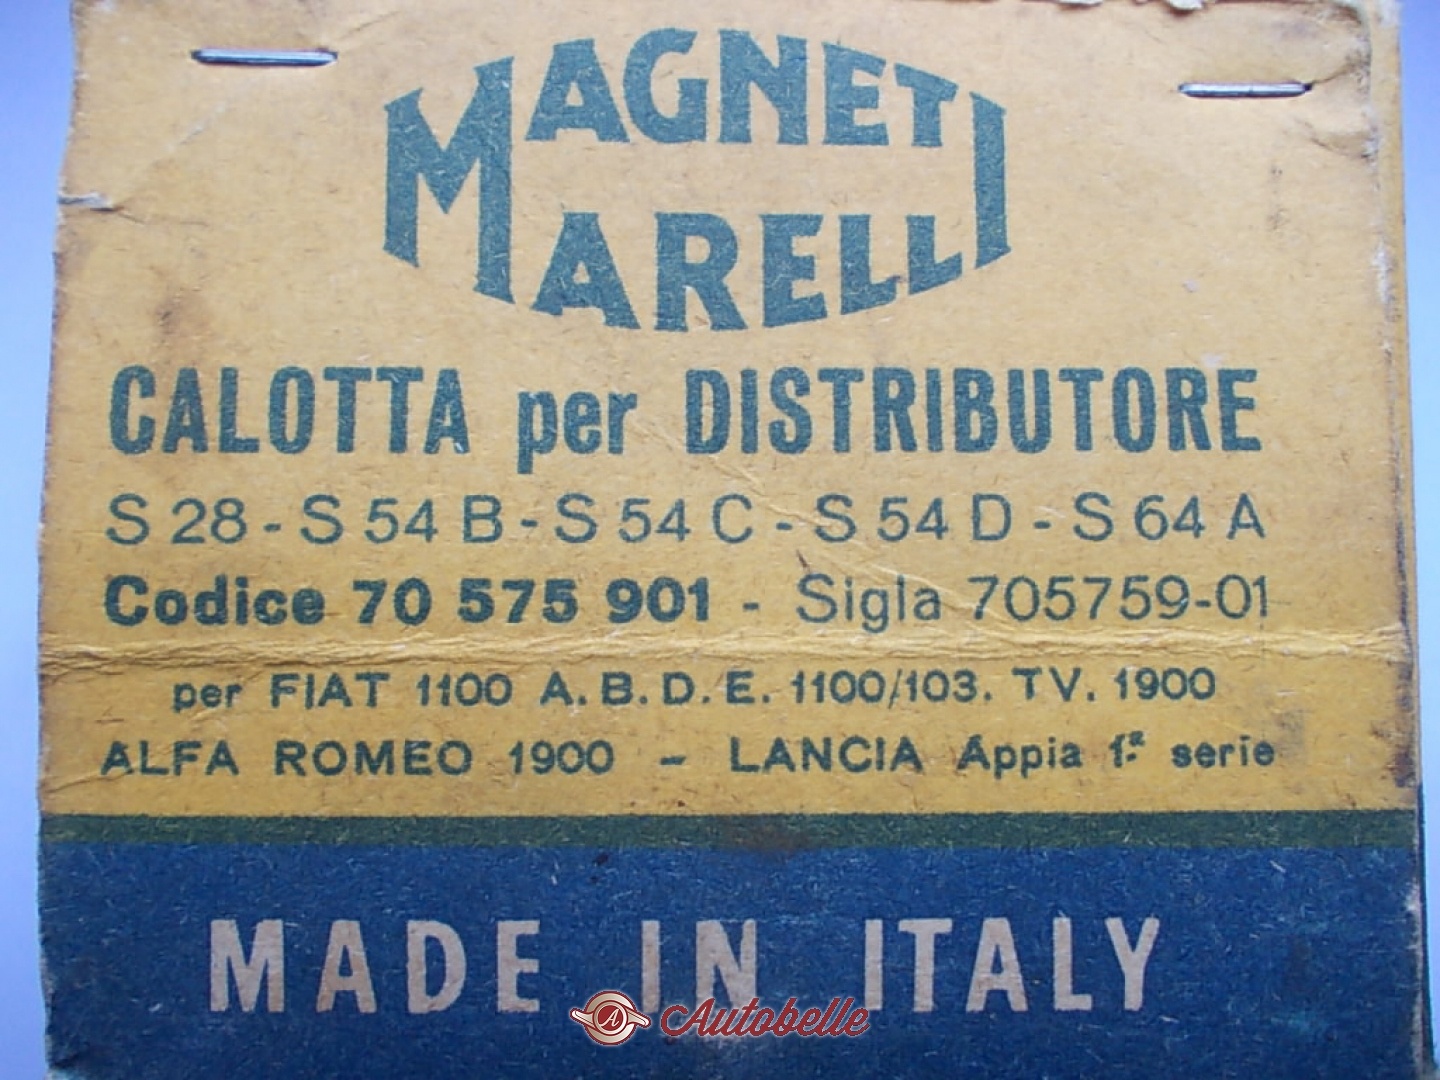 MAGNETI
MARELLI
CALOTTA per DISTRIBUTORE
S 28 - S 54 B - S 54 C - S 54 D - S 64 A
Codice 70 575 901 - Sigla 705759-01
per FIAT 1100 A. B. D. E. 1100/103. TV. 1900
ALFA ROMEO 1900 - LANCIA Appia 1.ª serie
MADE IN ITALY
A Autobelle